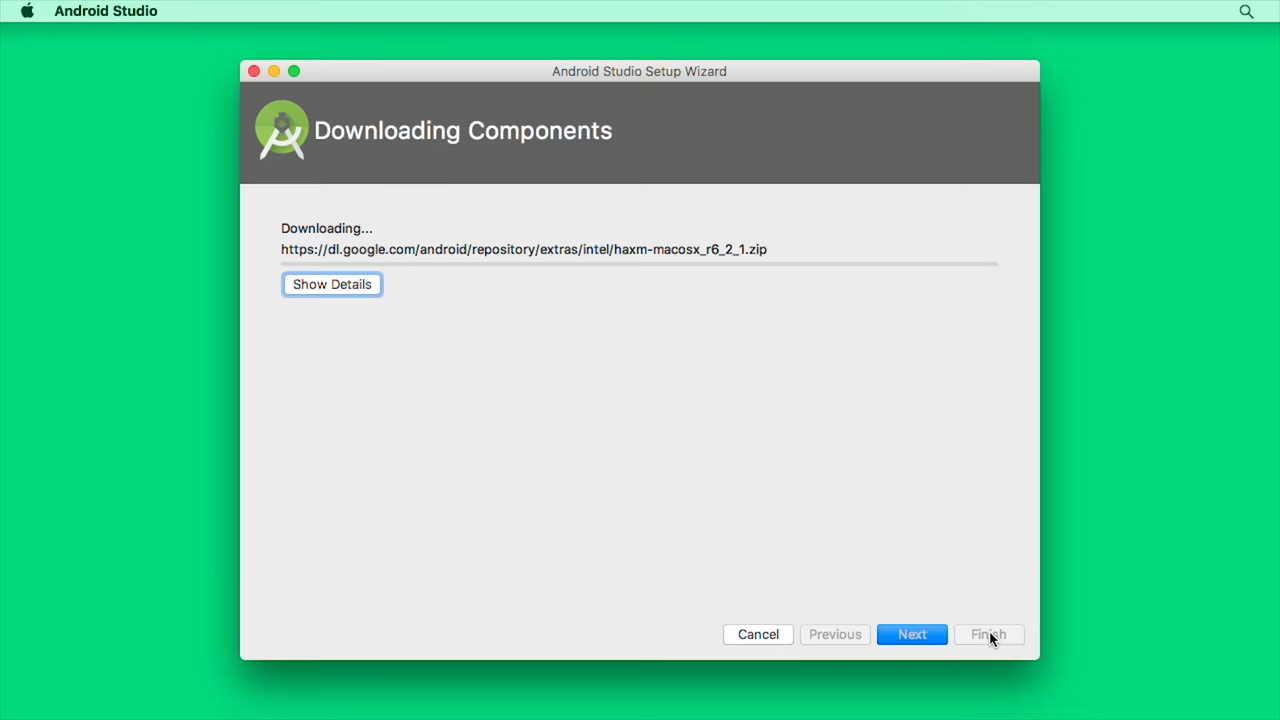 Android Studio
Android Studio Setup Wizard
Downloading Components
Downloading...
https://dl.google.com/android/repository/extras/intel/haxm-macosx_r6_2_1.zip
Show Details
Cancel Previous Next Finish